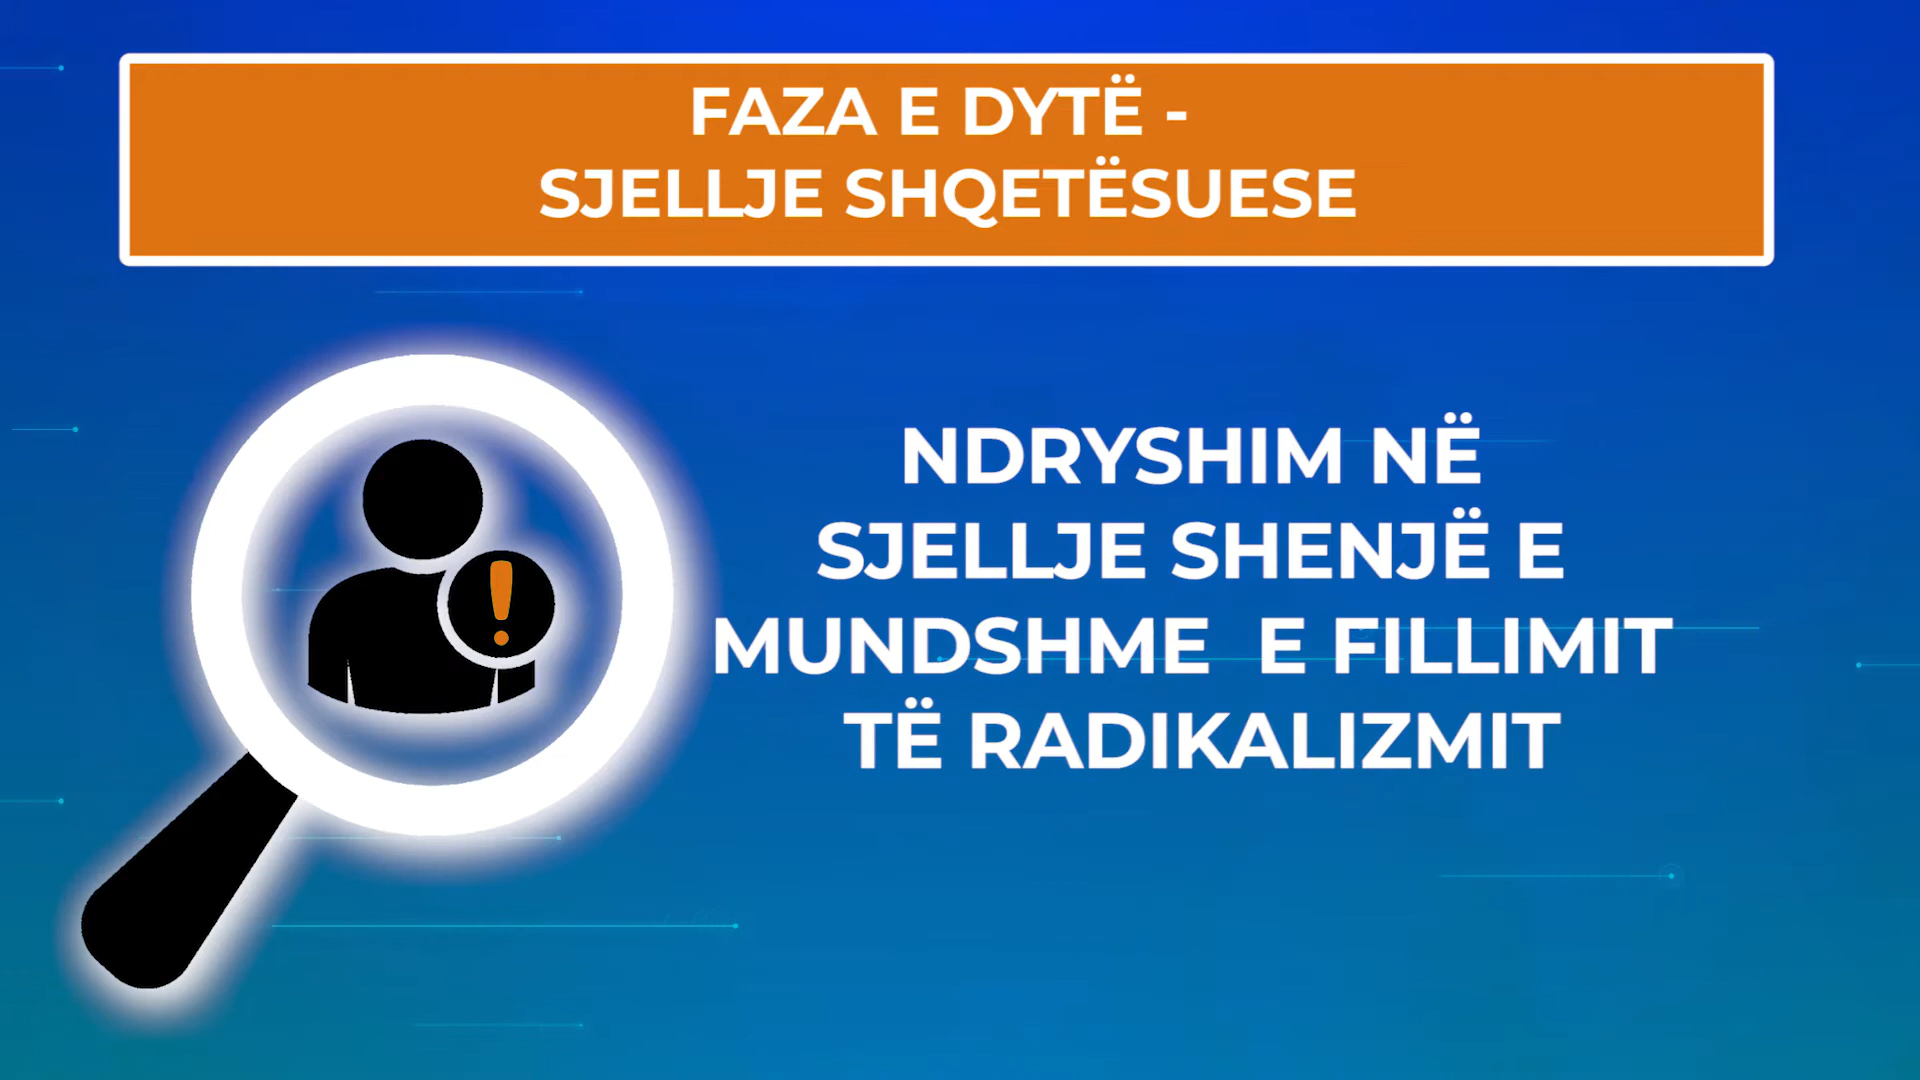 FAZA E DYTË -
SJELLJE SHQETËSUESE
NDRYSHIM NË
SJELLJE SHENJË E
MUNDSHME  E FILLIMIT
TË RADIKALIZMIT